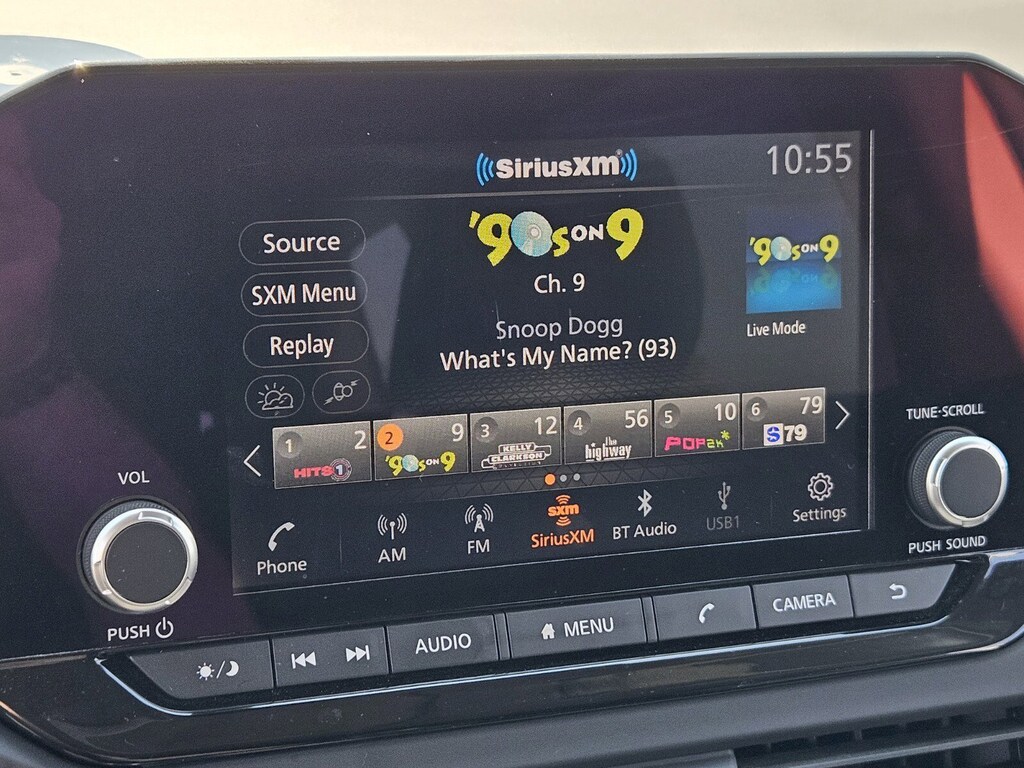 SiriusXm
10:55
Source
SXM Menu
Replay
'90s ON 9
Ch. 9
Snoop Dogg
What's My Name? (93)
'90s ON 9
Live Mode
1 2 HITS 1
2 9 '90s ON 9
3 12 KELLY CLARKSON
4 56 the highway
5 10 POP2K
6 79 S 79
Phone
AM
FM
sxm
SiriusXM
BT Audio
USB1
Settings
VOL
PUSH
TUNE·SCROLL
PUSH SOUND
AUDIO
MENU
CAMERA